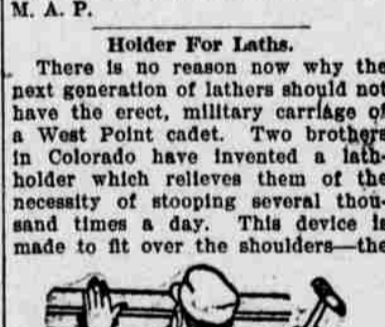 M. A. P.
Holder For Laths.
There is no reason now why the
next generation of lathers should not
have the erect, military carriage of
a West Point cadet. Two brothers
in Colorado have invented a lath-
holder which relieves them of the
necessity of stooping several thou-
sand times a day. This device is
made to fit over the shoulders—the